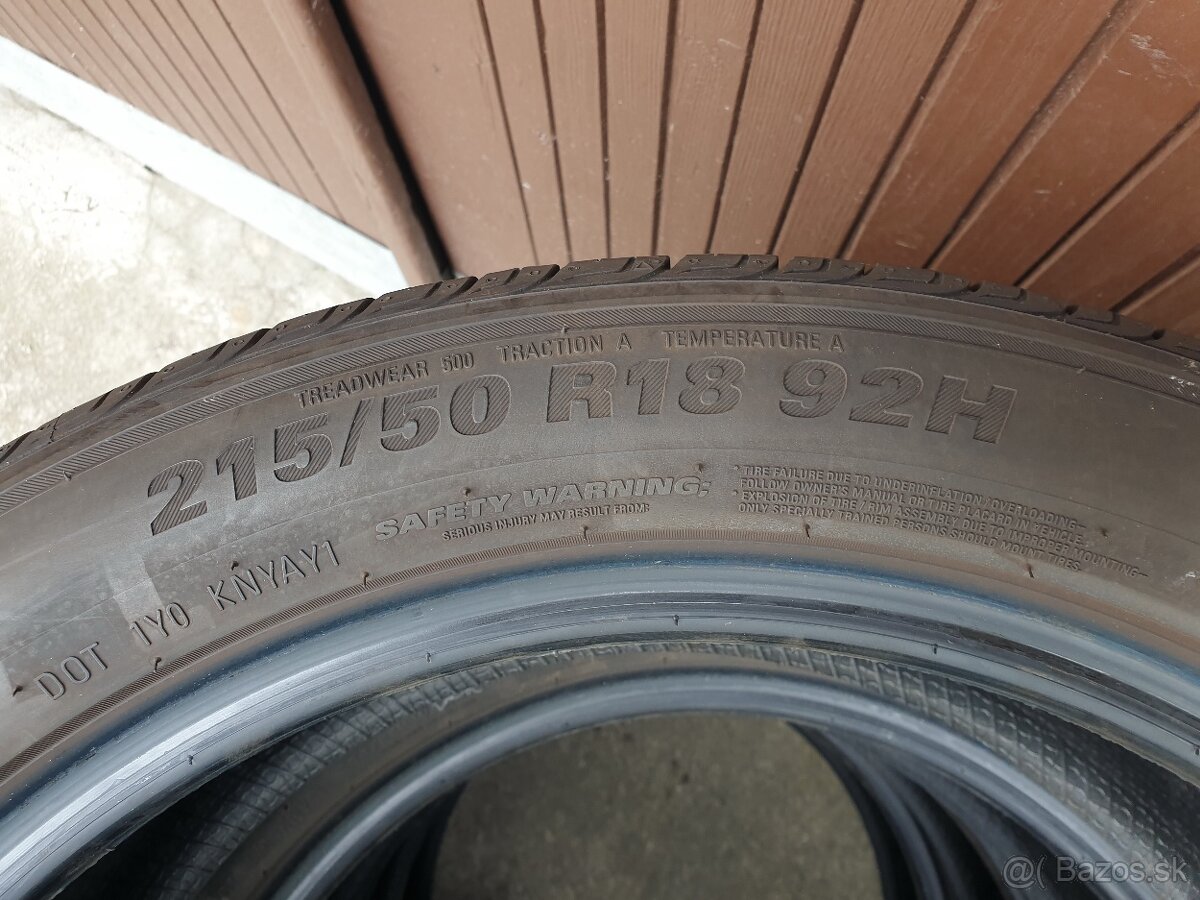 TREADWEAR 500 TRACTION A TEMPERATURE A
215/50 R18 92H
SAFETY WARNING;
SERIOUS INJURY MAY RESULT FROM:
• TIRE FAILURE DUE TO UNDERINFLATION / OVERLOADING-
FOLLOW OWNER'S MANUAL OR TIRE PLACARD IN VEHICLE.
• EXPLOSION OF TIRE / RIM ASSEMBLY DUE TO IMPROPER MOUNTING-
ONLY SPECIALLY TRAINED PERSONS SHOULD MOUNT TIRES.
DOT 1Y0 KNYAY1
Bazos.sk